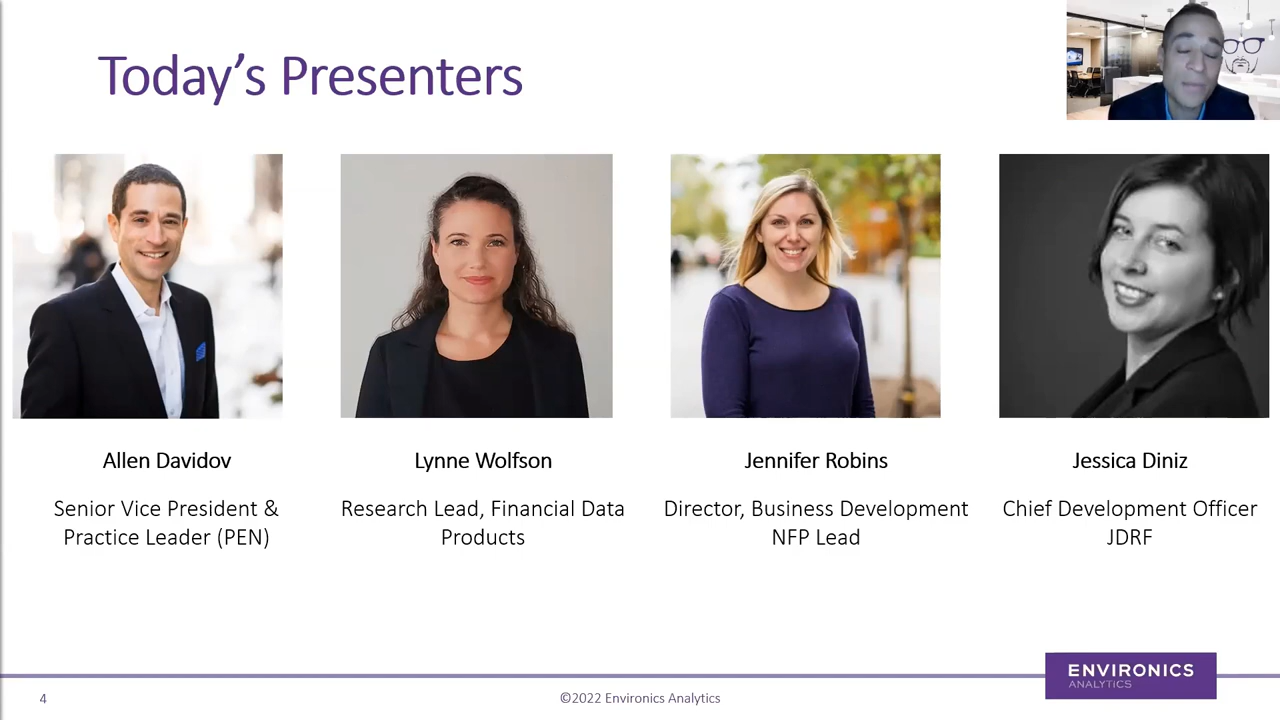 Today's Presenters
Allen Davidov
Senior Vice President &
Practice Leader (PEN)
Lynne Wolfson
Research Lead, Financial Data
Products
Jennifer Robins
Director, Business Development
NFP Lead
Jessica Diniz
Chief Development Officer
JDRF
4
©2022 Environics Analytics
ENVIRONICS
ANALYTICS